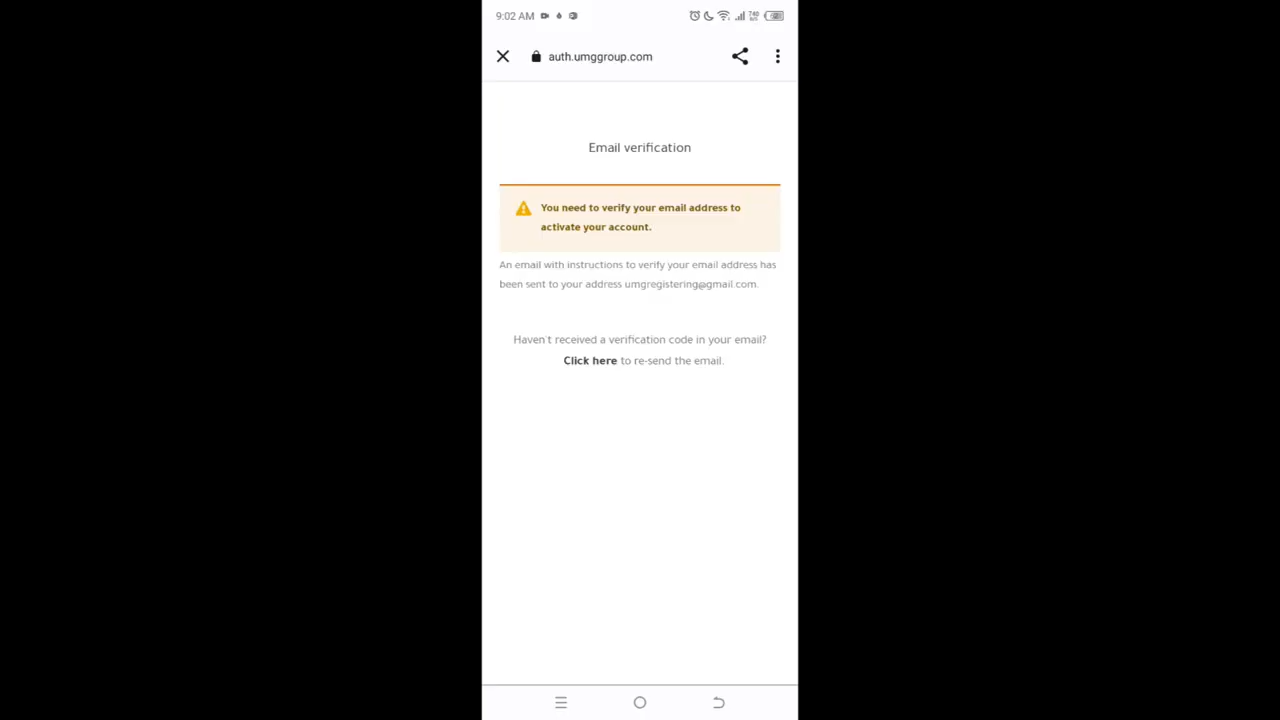 9:02 AM
auth.umggroup.com
Email verification
You need to verify your email address to
activate your account.
An email with instructions to verify your email address has
been sent to your address umgregistering@gmail.com.
Haven't received a verification code in your email?
Click here to re-send the email.